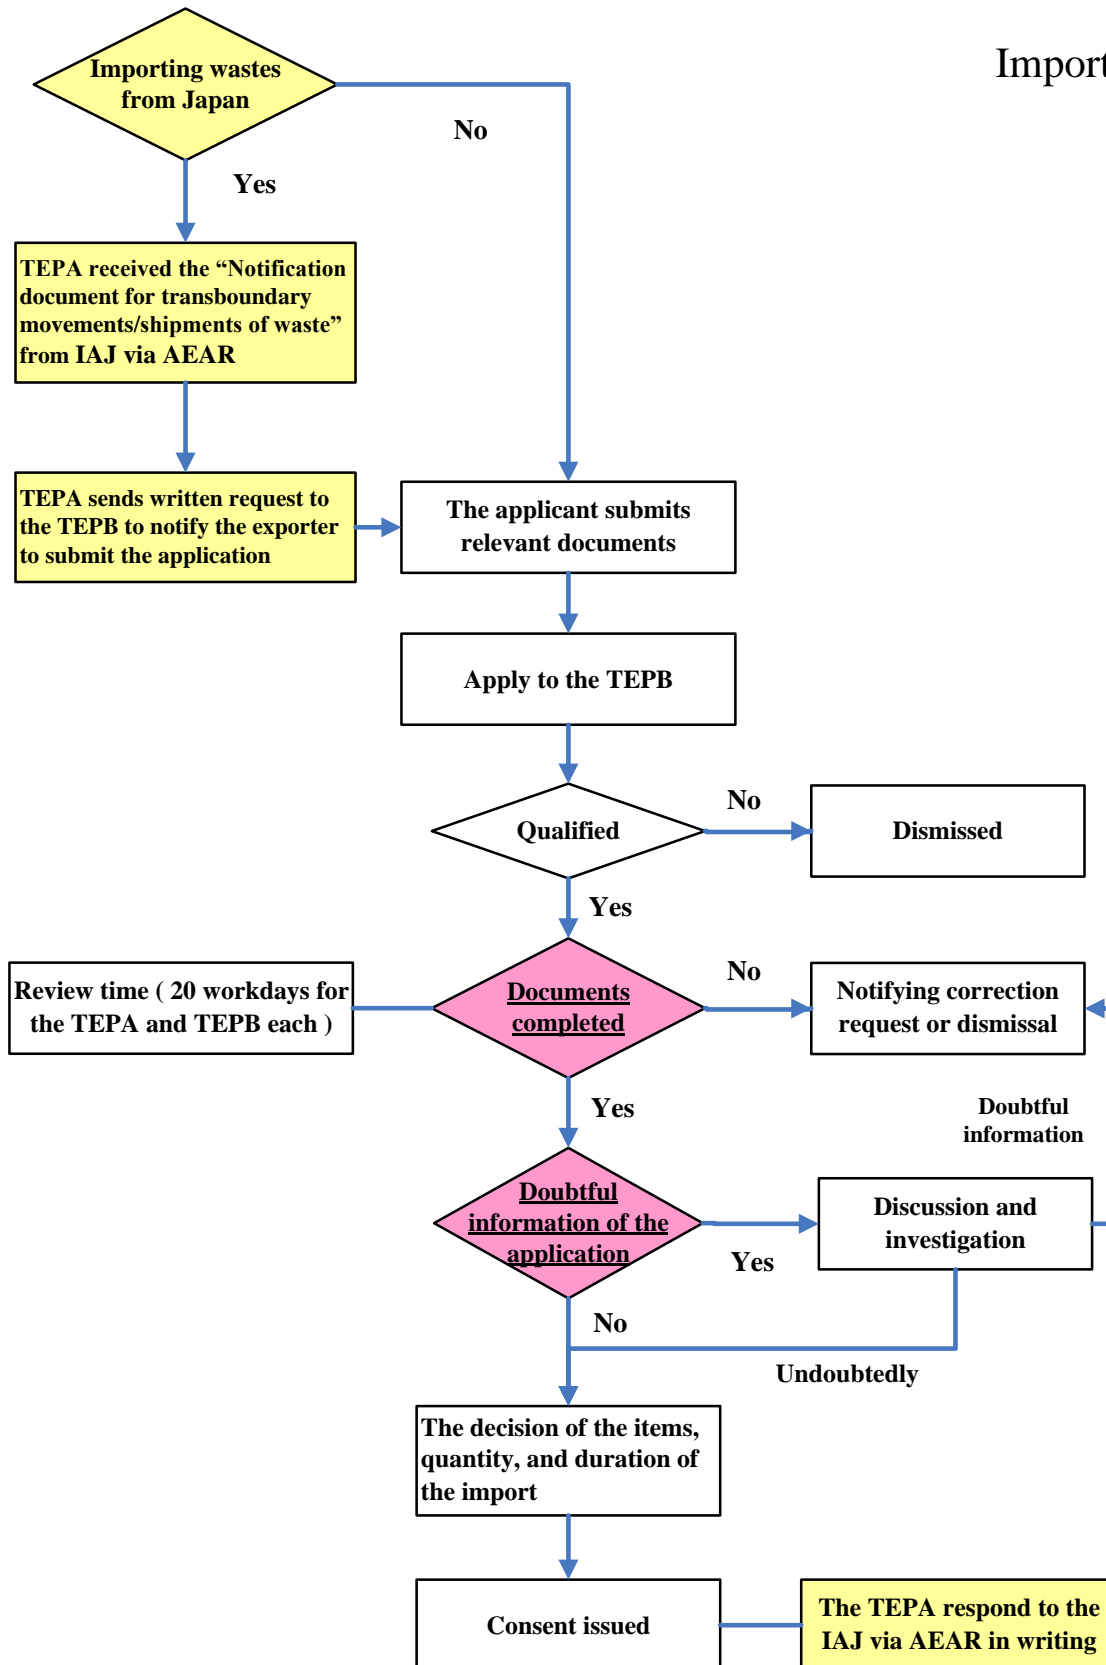 Import
Importing wastes
from Japan
No
Yes
TEPA received the “Notification
document for transboundary
movements/shipments of waste”
from IAJ via AEAR
TEPA sends written request to
the TEPB to notify the exporter
to submit the application
The applicant submits
relevant documents
Apply to the TEPB
Qualified
No
Dismissed
Yes
Review time ( 20 workdays for
the TEPA and TEPB each )
Documents
completed
No
Notifying correction
request or dismissal
Yes
Doubtful
information
Doubtful
information of the
application
Yes
Discussion and
investigation
No
Undoubtedly
The decision of the items,
quantity, and duration of
the import
Consent issued
The TEPA respond to the
IAJ via AEAR in writing